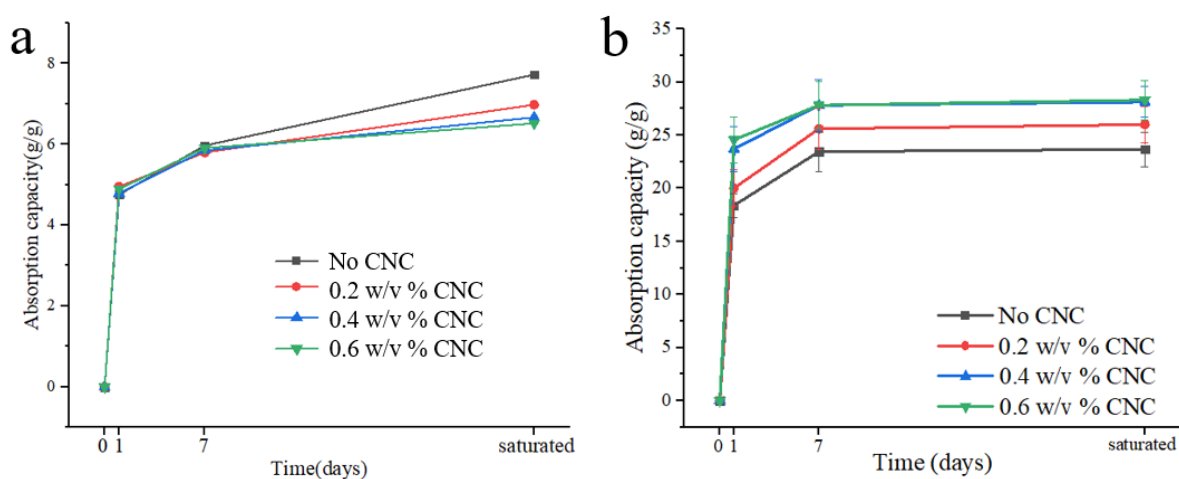 a
Absorption capacity(g/g)
8
6
4
2
0
No CNC
0.2 w/v % CNC
0.4 w/v % CNC
0.6 w/v % CNC
0 1 7 saturated
Time(days)
b
Absorption capacity (g/g)
35
30
25
20
15
10
5
0
No CNC
0.2 w/v % CNC
0.4 w/v % CNC
0.6 w/v % CNC
0 1 7 saturated
Time (days)